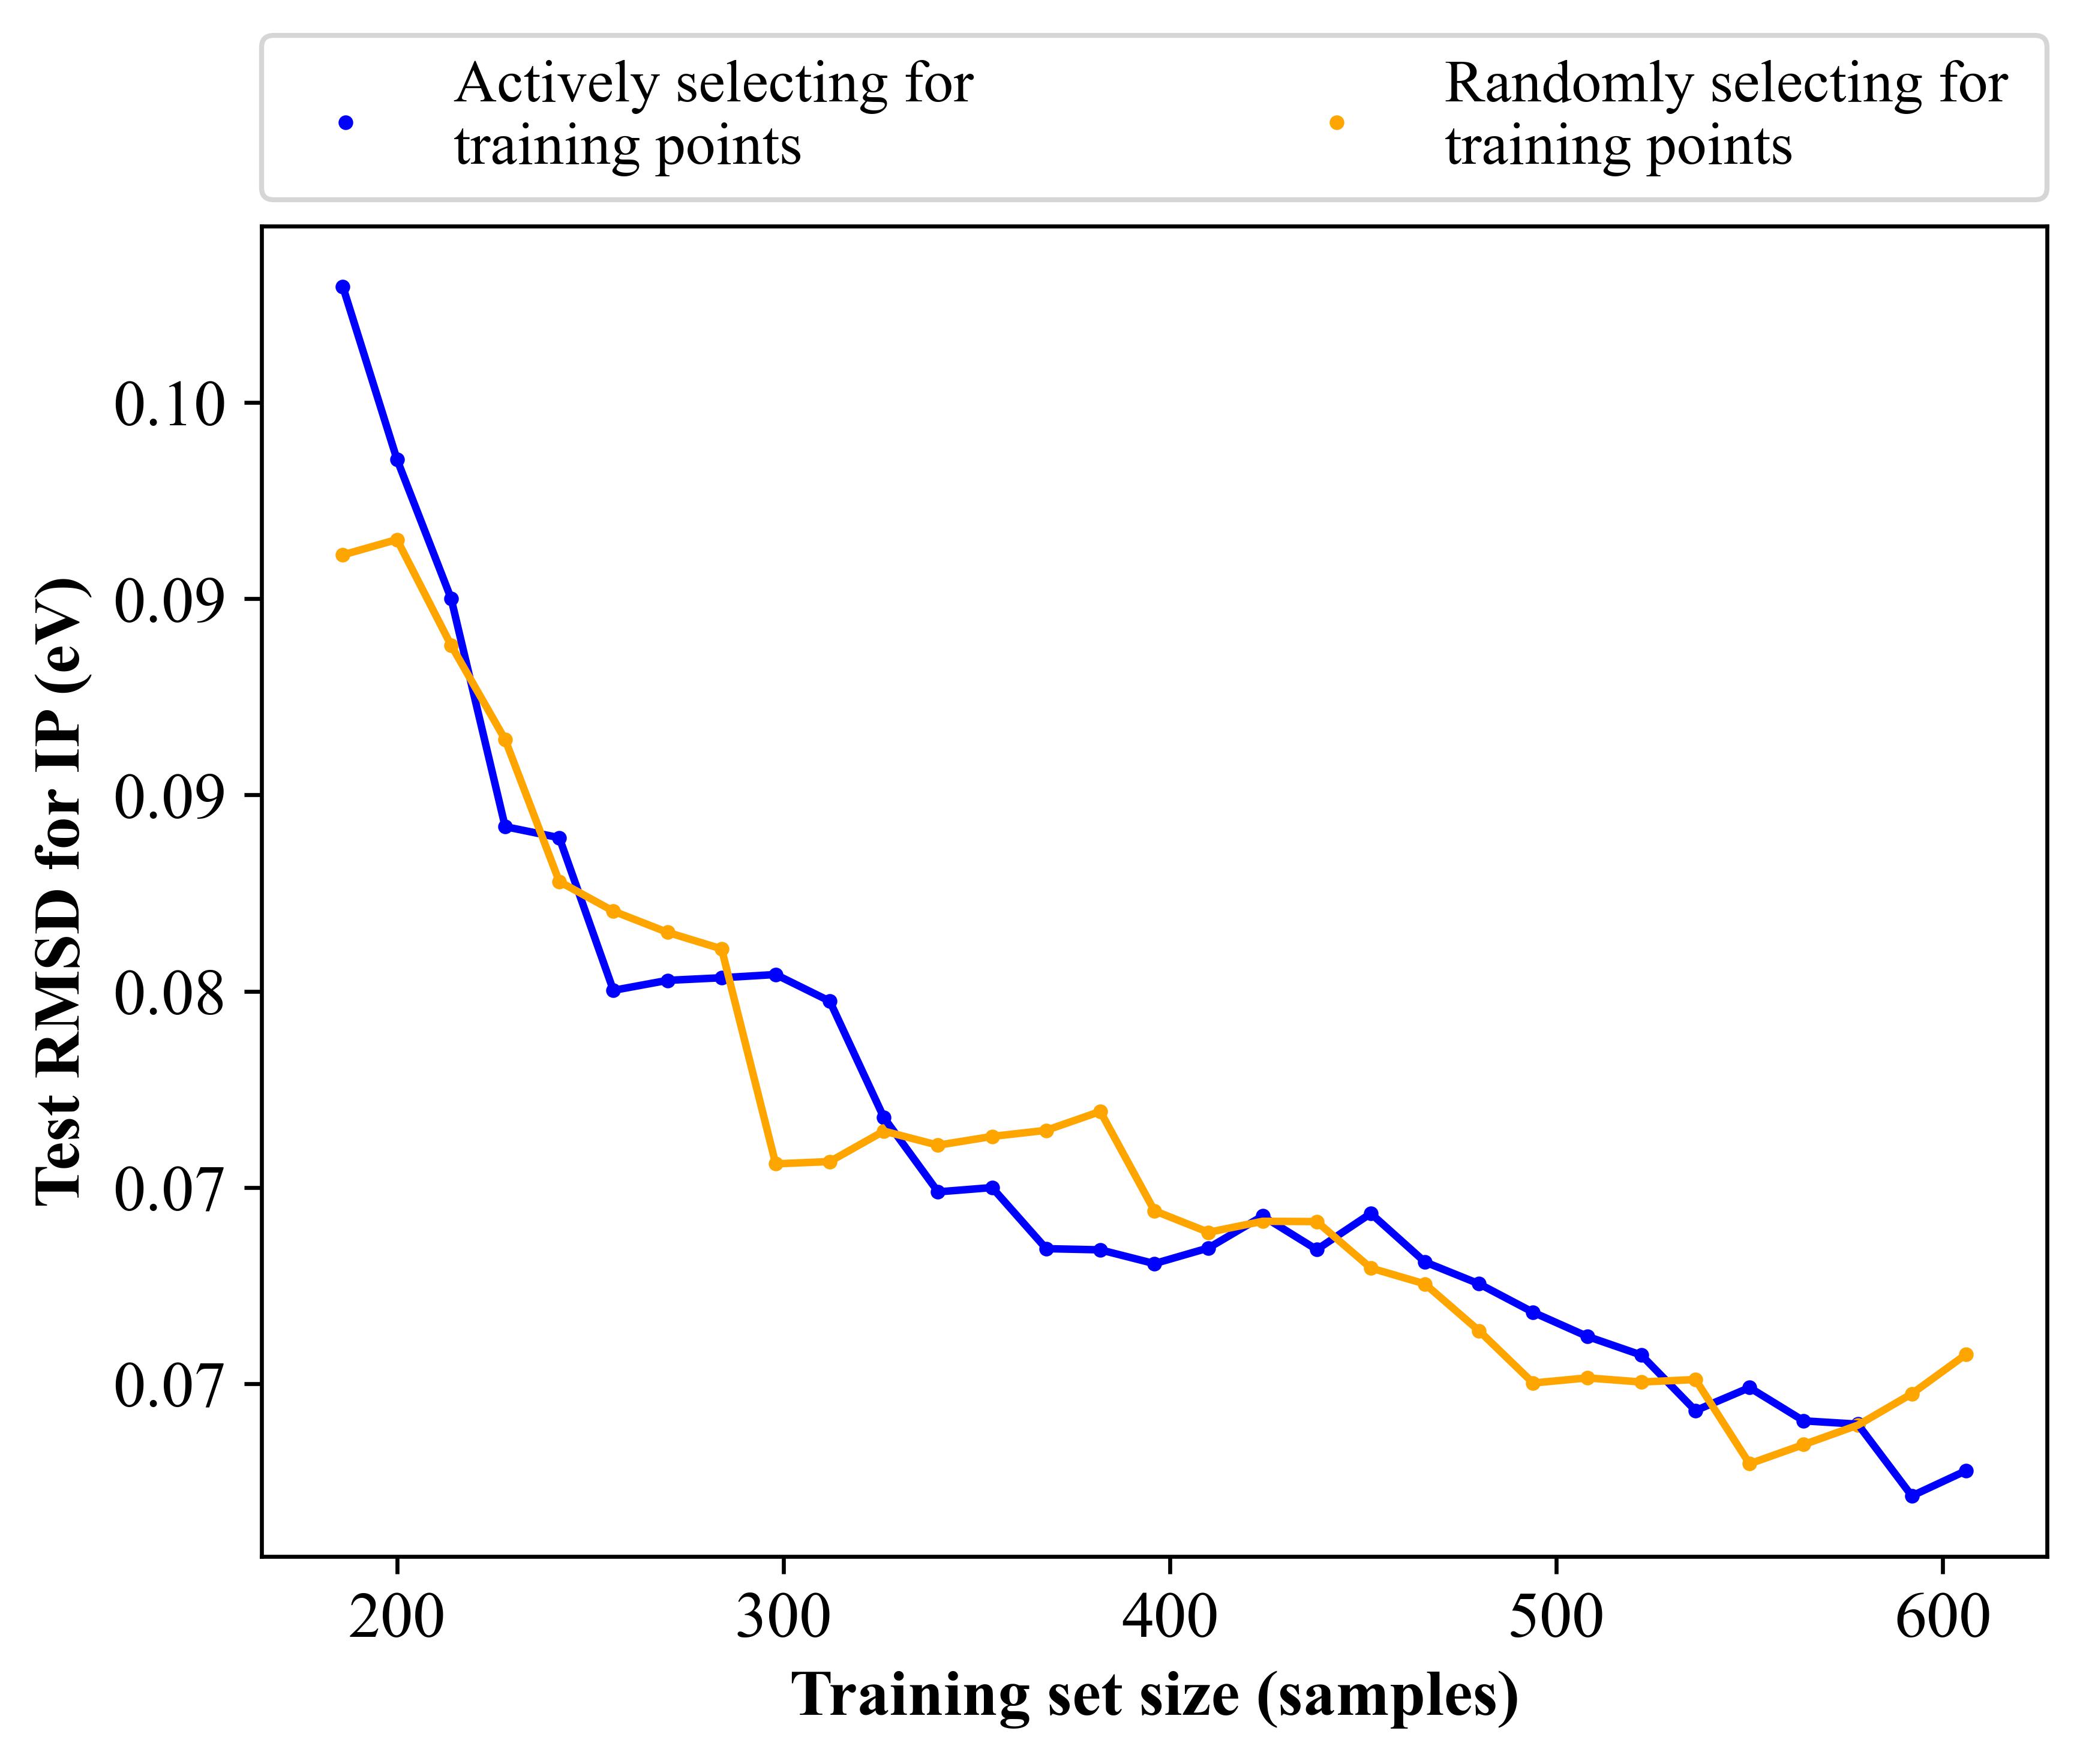 Actively selecting for
training points
Randomly selecting for
training points
0.10
0.09
0.09
0.08
0.07
0.07
Test RMSD for IP (eV)
200
300
400
500
600
Training set size (samples)